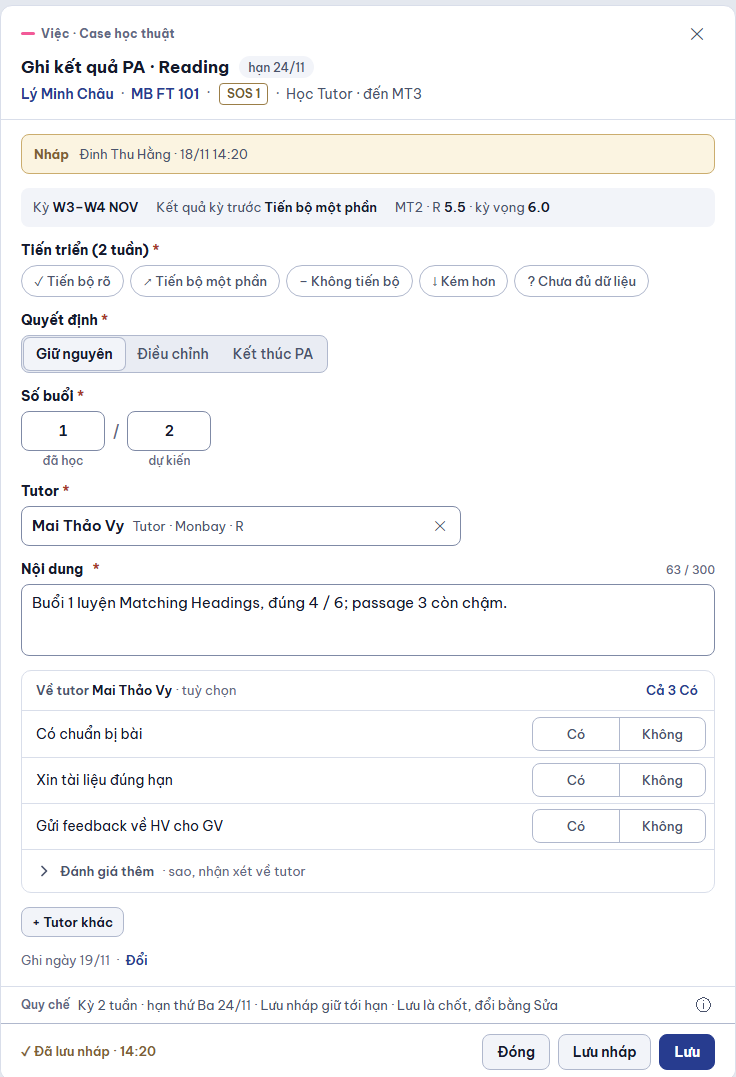 Việc · Case học thuật
Ghi kết quả PA · Reading hạn 24/11
Lý Minh Châu · MB FT 101 · SOS 1 · Học Tutor · đến MT3
Nháp Đinh Thu Hằng · 18/11 14:20
Kỳ W3–W4 NOV Kết quả kỳ trước Tiến bộ một phần MT2 · R 5.5 · kỳ vọng 6.0
Tiến triển (2 tuần) *
✓ Tiến bộ rõ ↗ Tiến bộ một phần – Không tiến bộ ↓ Kém hơn ? Chưa đủ dữ liệu
Quyết định *
Giữ nguyên Điều chỉnh Kết thúc PA
Số buổi *
1 / 2
đã học dự kiến
Tutor *
Mai Thảo Vy Tutor · Monbay · R
Nội dung * 63 / 300
Buổi 1 luyện Matching Headings, đúng 4 / 6; passage 3 còn chậm.
Về tutor Mai Thảo Vy · tuỳ chọn Cả 3 Có
Có chuẩn bị bài Có Không
Xin tài liệu đúng hạn Có Không
Gửi feedback về HV cho GV Có Không
Đánh giá thêm · sao, nhận xét về tutor
+ Tutor khác
Ghi ngày 19/11 · Đổi
Quy chế Kỳ 2 tuần · hạn thứ Ba 24/11 · Lưu nháp giữ tới hạn · Lưu là chốt, đổi bằng Sửa
✓ Đã lưu nháp · 14:20 Đóng Lưu nháp Lưu